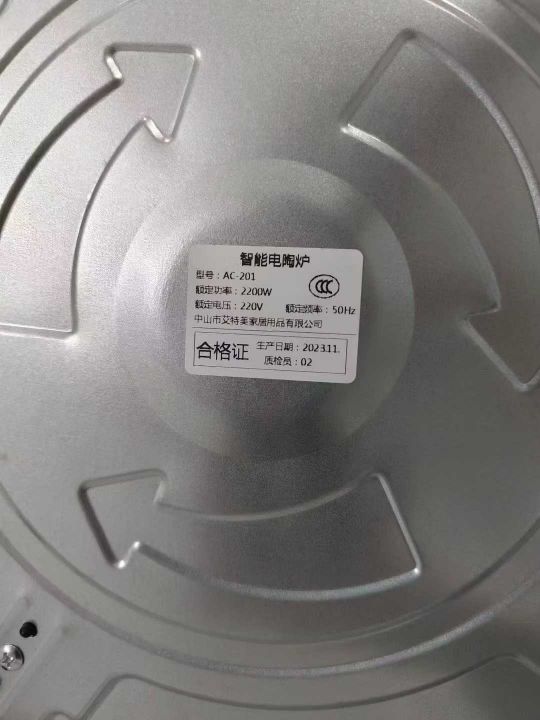 智能电陶炉
型号：AC-201
额定功率：2200W
额定电压：220V 额定频率：50Hz
中山市艾特美家居用品有限公司
合格证
生产日期：2023.11.
质检员：02